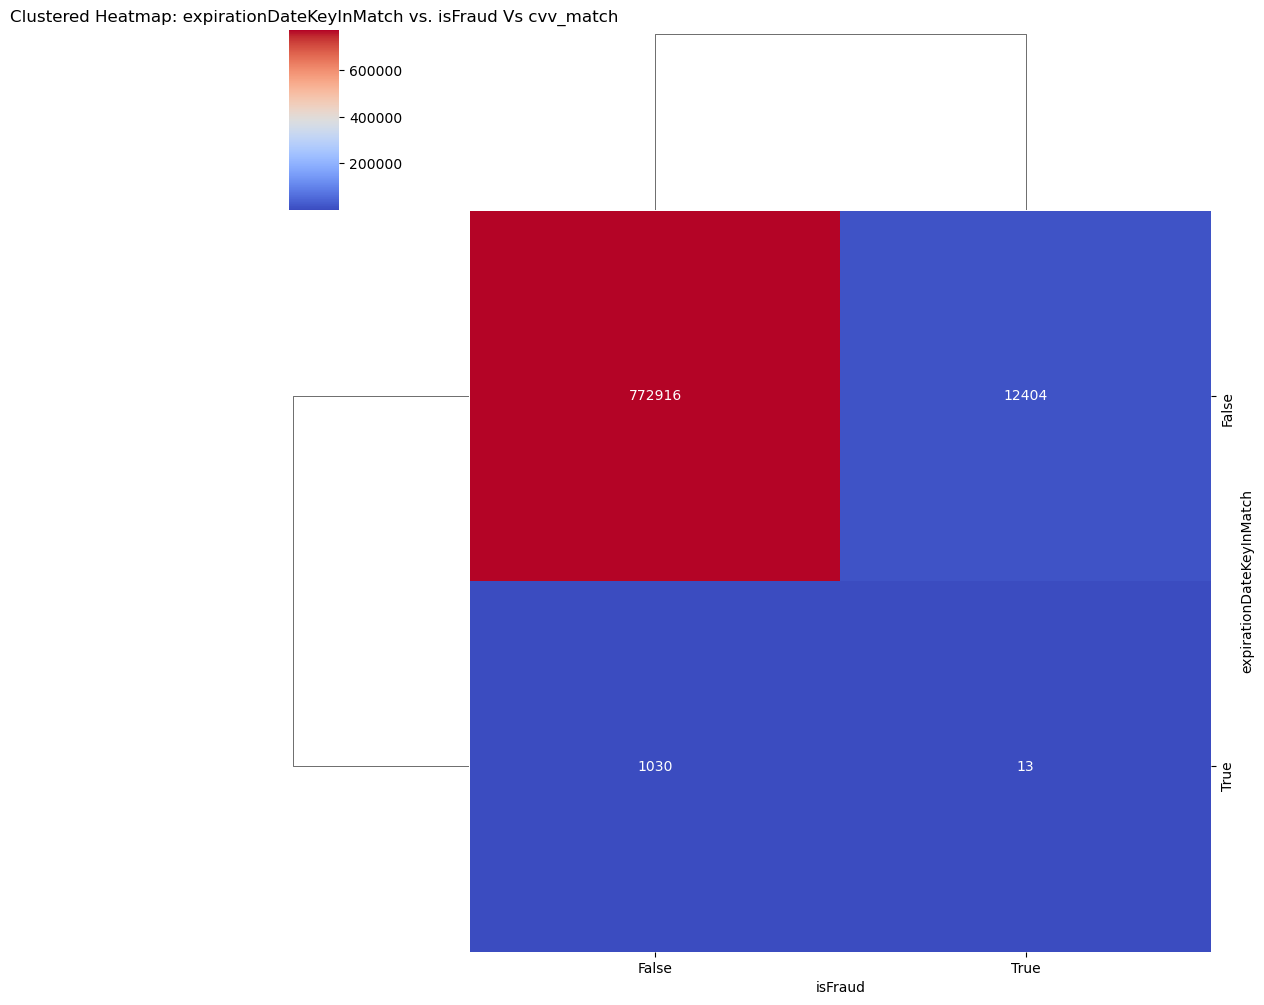 Clustered Heatmap: expirationDateKeyInMatch vs. isFraud Vs cvv_match
600000
400000
200000
772916
12404
False
expirationDateKeyInMatch
1030
13
True
False
True
isFraud